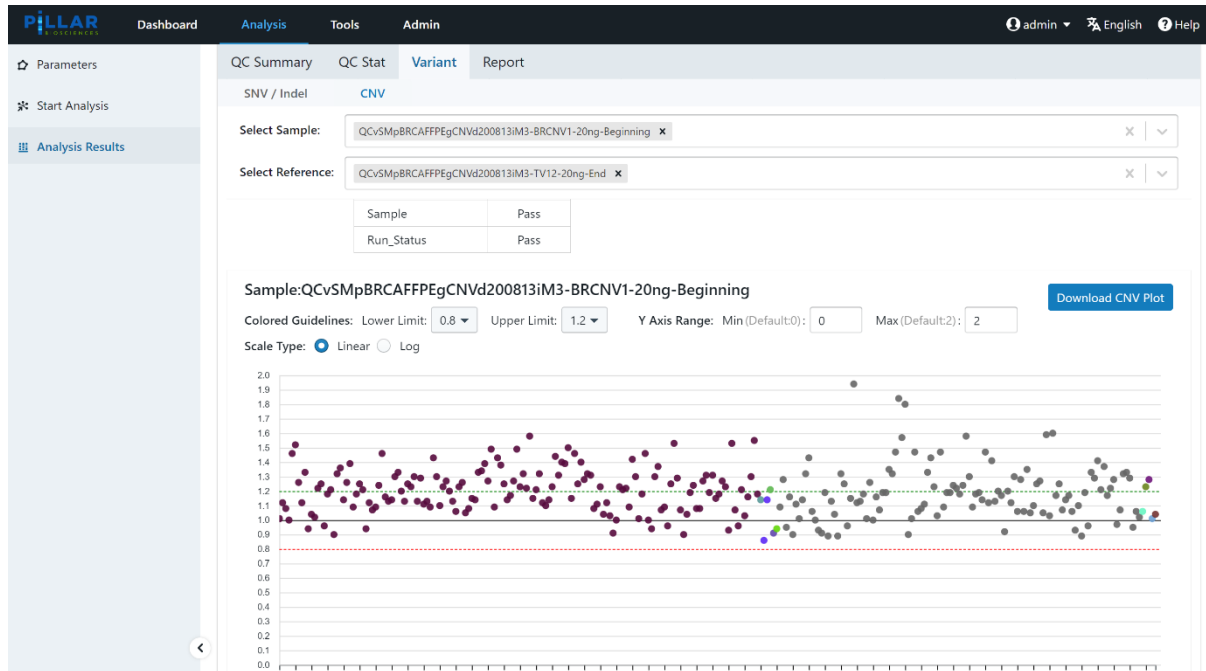 PiLLAR
BIOSCIENCES
Dashboard Analysis Tools Admin admin English Help
Parameters
Start Analysis
Analysis Results
QC Summary QC Stat Variant Report
SNV / Indel CNV
Select Sample: QCvSMpBRCAFFPEgCNVd200813iM3-BRCNV1-20ng-Beginning x
Select Reference: QCvSMpBRCAFFPEgCNVd200813iM3-TV12-20ng-End x
Sample Pass
Run_Status Pass
Sample:QCvSMpBRCAFFPEgCNVd200813iM3-BRCNV1-20ng-Beginning
Download CNV Plot
Colored Guidelines: Lower Limit: 0.8 Upper Limit: 1.2 Y Axis Range: Min(Default:0): 0 Max(Default:2): 2
Scale Type: Linear Log
2.0
1.9
1.8
1.7
1.6
1.5
1.4
1.3
1.2
1.1
1.0
0.9
0.8
0.7
0.6
0.5
0.4
0.3
0.2
0.1
0.0